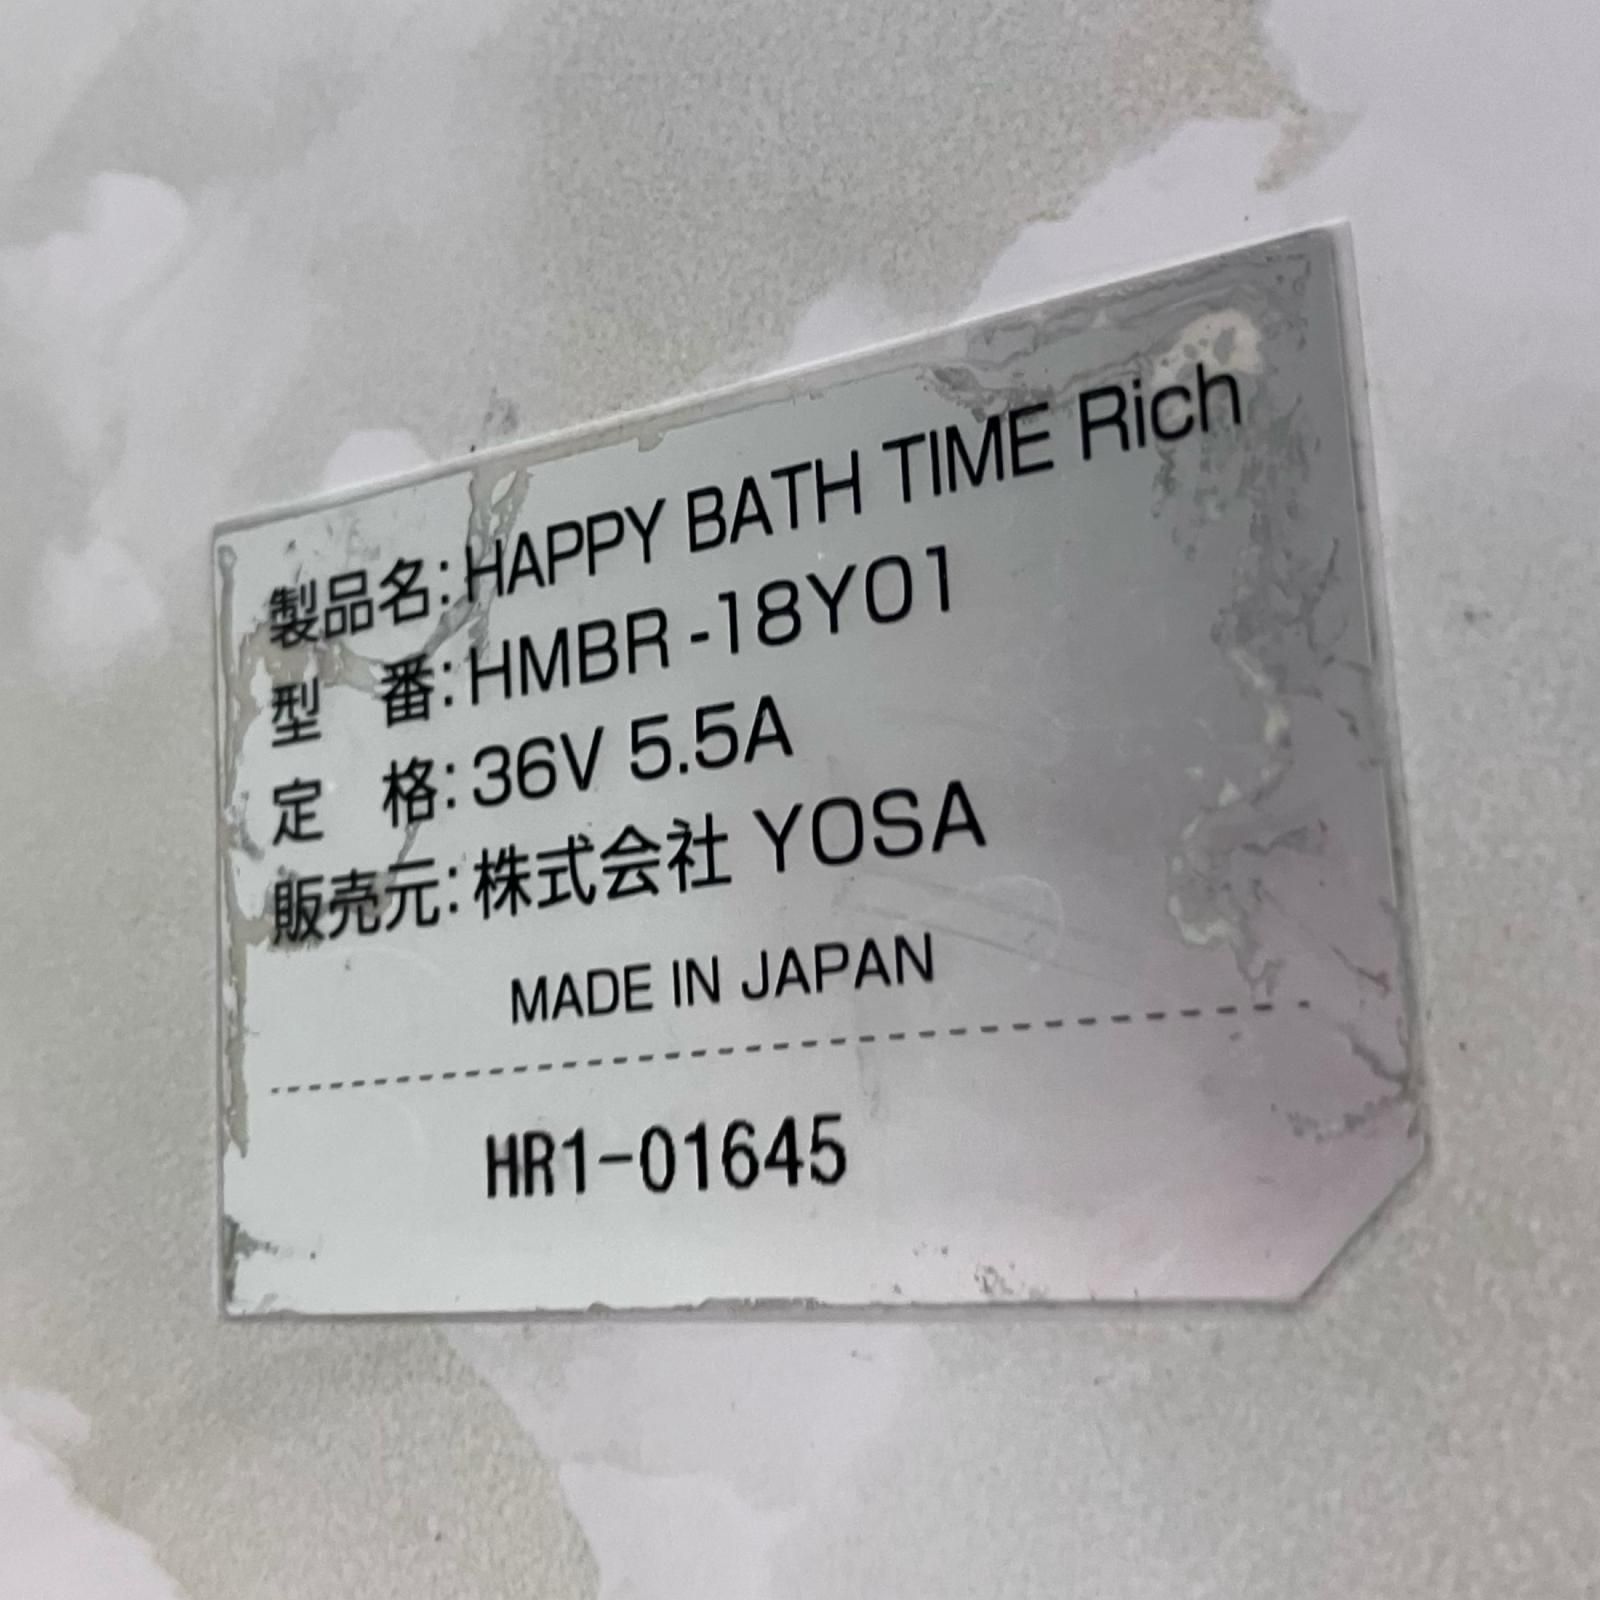 製品名:HAPPY BATH TIME Rich
型　番:HMBR-18Y01
定　格:36V 5.5A
販売元:株式会社 YOSA
MADE IN JAPAN
HR1-01645